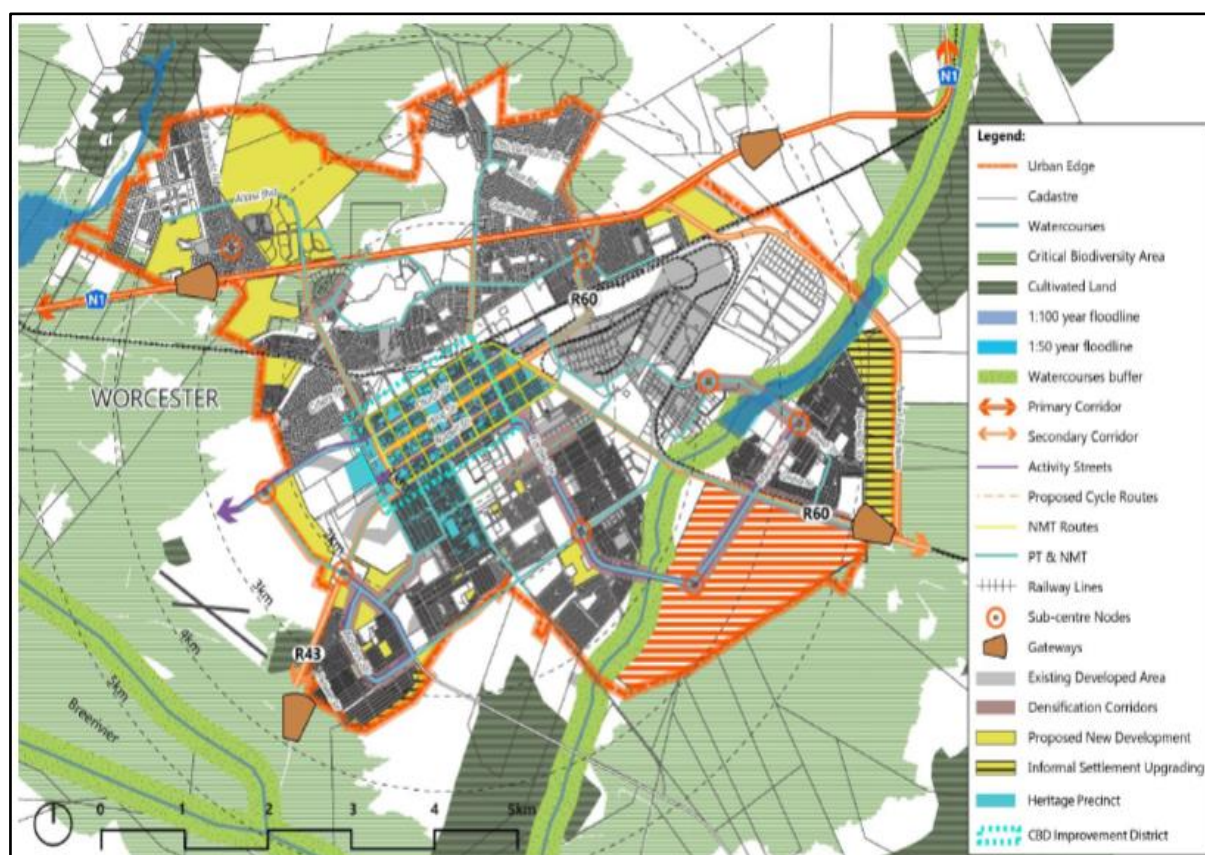 N1
N1
R60
WORCESTER
R60
2km
3km
R43
4km
5km
Breerivier
0 1 2 3 4 5km
Legend:
Urban Edge
Cadastre
Watercourses
Critical Biodiversity Area
Cultivated Land
1:100 year floodline
1:50 year floodline
Watercourses buffer
Primary Corridor
Secondary Corridor
Activity Streets
Proposed Cycle Routes
NMT Routes
PT & NMT
Railway Lines
Sub-centre Nodes
Gateways
Existing Developed Area
Densification Corridors
Proposed New Development
Informal Settlement Upgrading
Heritage Precinct
CBD Improvement District